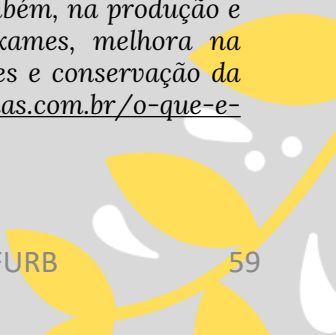 bém, na produção e
xames, melhora na
es e conservação da
as.com.br/o-que-e-
FURB 59